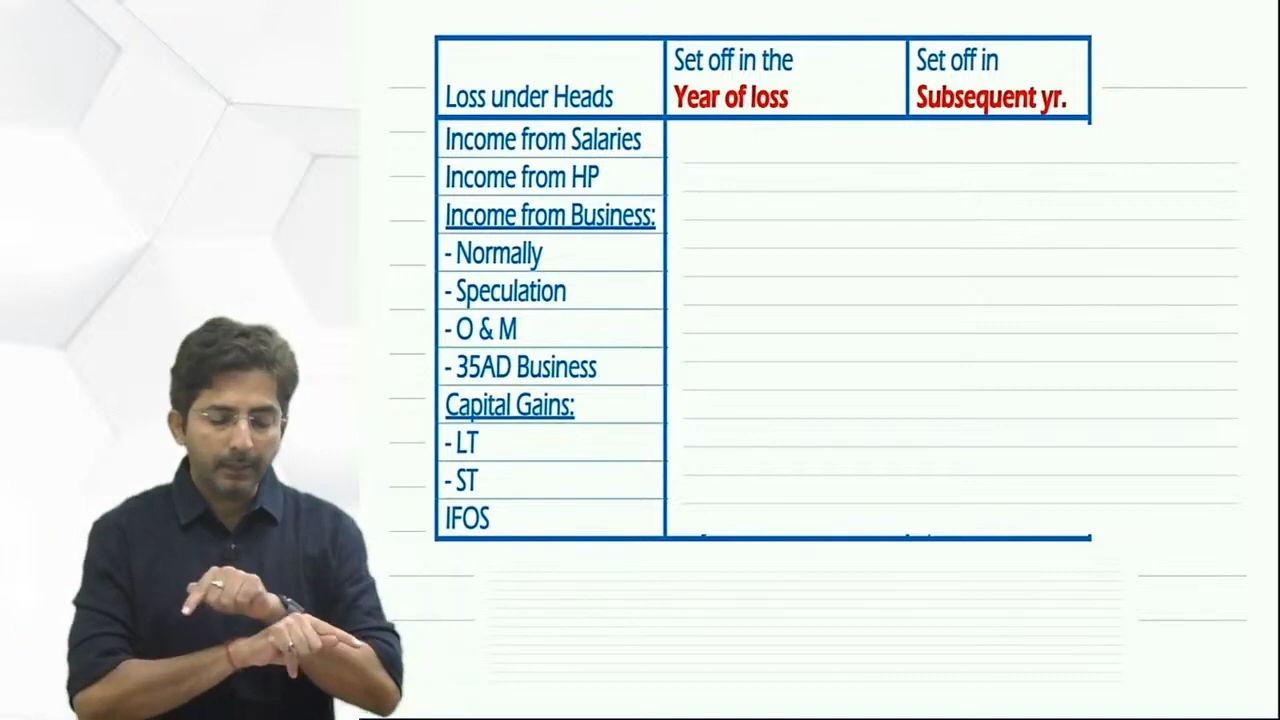 Loss under Heads
Set off in the
Year of loss
Set off in
Subsequent yr.
Income from Salaries
Income from HP
Income from Business:
- Normally
- Speculation
- O & M
- 35AD Business
Capital Gains:
- LT
- ST
IFOS